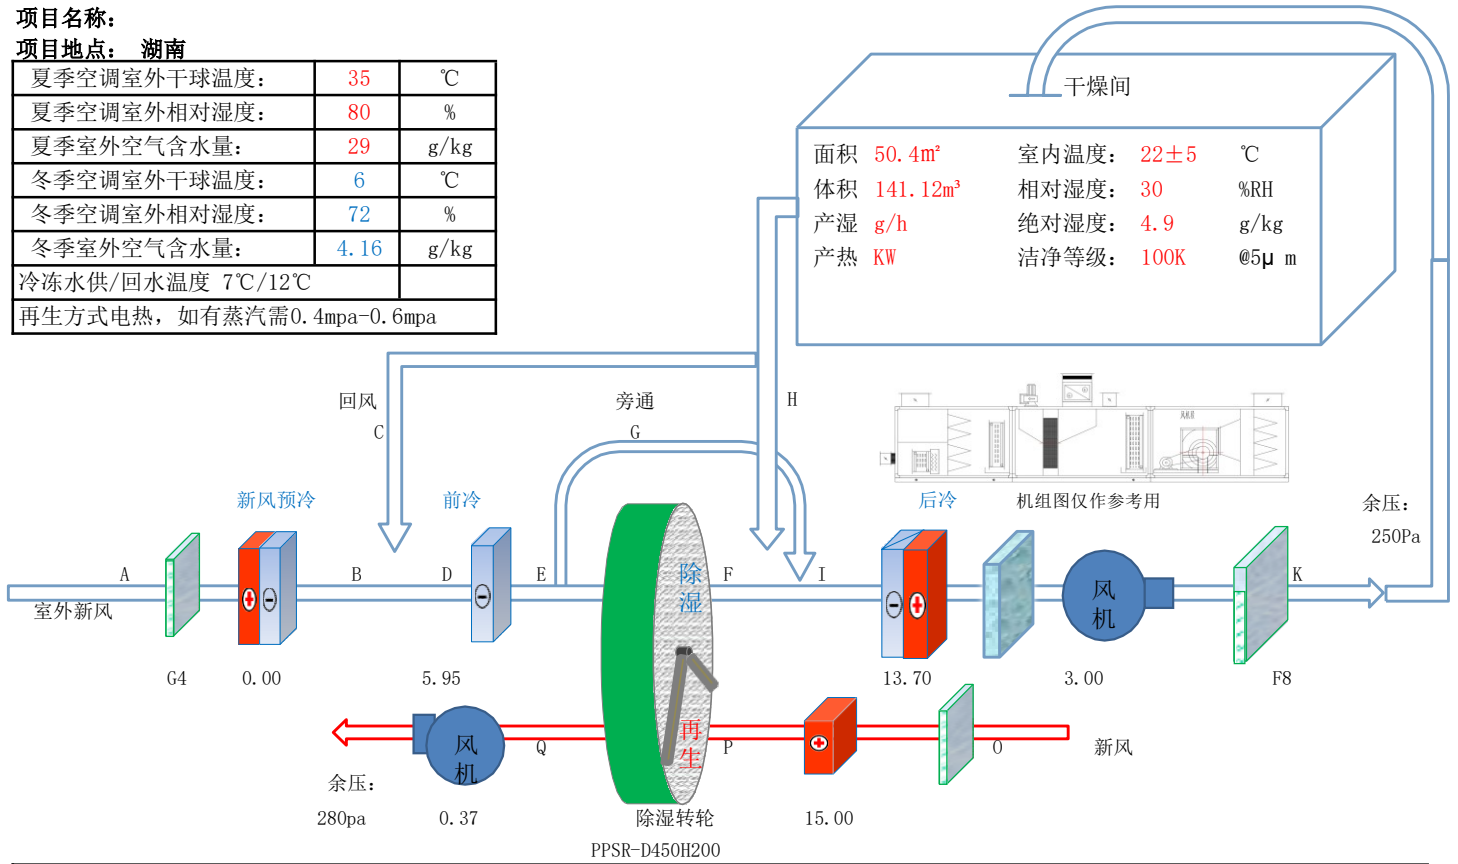 项目名称:
项目地点: 湖南
夏季空调室外干球温度: 35 ℃
夏季空调室外相对湿度: 80 %
夏季室外空气含水量: 29 g/kg
冬季空调室外干球温度: 6 ℃
冬季空调室外相对湿度: 72 %
冬季室外空气含水量: 4.16 g/kg
冷冻水供/回水温度 7℃/12℃
再生方式电热，如有蒸汽需0.4mpa-0.6mpa
干燥间
面积 50.4㎡ 室内温度: 22±5 ℃
体积 141.12m³ 相对湿度: 30 %RH
产湿 g/h 绝对湿度: 4.9 g/kg
产热 KW 洁净等级: 100K @5μ m
回风
C
旁通
G
H
风机段
机组图仅作参考用
新风预冷
前冷
后冷
余压:
250Pa
A
B
D
E
除
湿
F
I
风
机
K
室外新风
G4
0.00
5.95
13.70
3.00
F8
风
机
Q
再
生
P
O
新风
余压:
280pa
0.37
除湿转轮
15.00
PPSR-D450H200